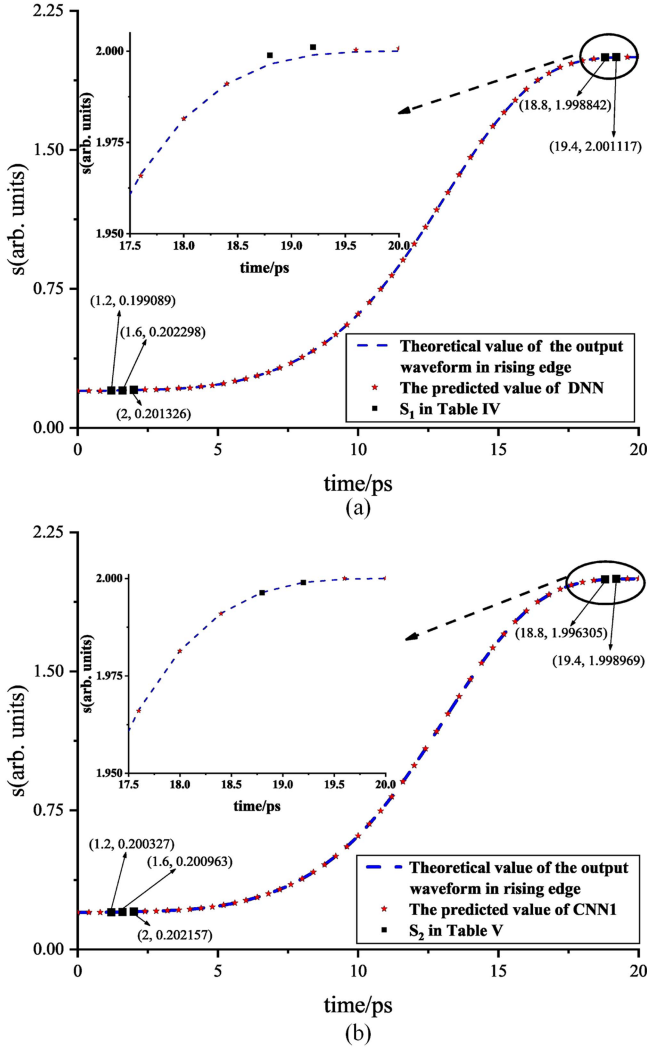 2.25
1.50
0.75
0.00
s(arb. units)
2.000
1.975
1.950
s(arb. units)
17.5 18.0 18.5 19.0 19.5 20.0
time/ps
(18.8, 1.998842)
(19.4, 2.001117)
(1.2, 0.199089)
(1.6, 0.202298)
(2, 0.201326)
Theoretical value of the output
waveform in rising edge
The predicted value of DNN
S1 in Table IV
0 5 10 15 20
time/ps
(a)
2.25
1.50
0.75
0.00
s(arb. units)
2.000
1.975
1.950
s(arb. units)
17.5 18.0 18.5 19.0 19.5 20.0
time/ps
(18.8, 1.996305)
(19.4, 1.998969)
(1.2, 0.200327)
(1.6, 0.200963)
(2, 0.202157)
Theoretical value of the output
waveform in rising edge
The predicted value of CNN1
S2 in Table V
0 5 10 15 20
time/ps
(b)